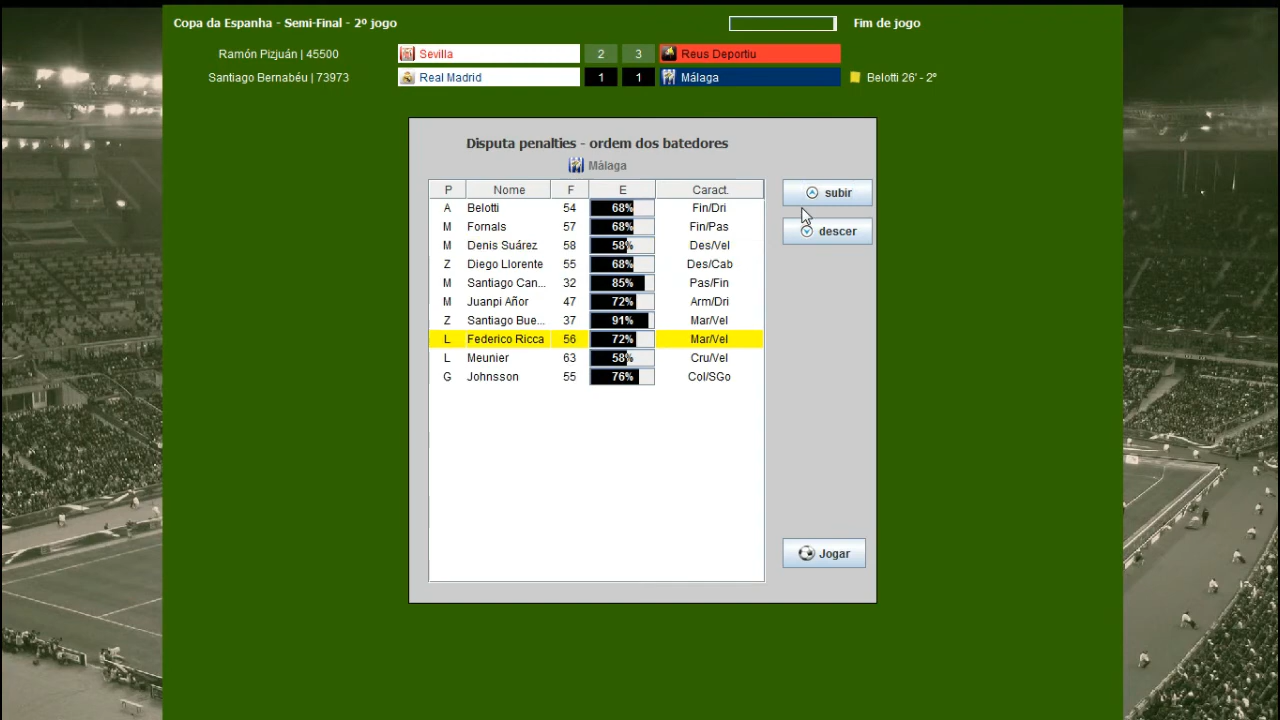 Copa da Espanha - Semi-Final - 2º jogo
Fim de jogo
Ramón Pizjuán | 45500 Sevilla 2 3 Reus Deportiu
Santiago Bernabéu | 73973 Real Madrid 1 1 Málaga Belotti 26' - 2º
Disputa penalties - ordem dos batedores
Málaga
P Nome F E Caract.
A Belotti 54 68% Fin/Dri
M Fornals 57 68% Fin/Pas
M Denis Suárez 58 58% Des/Vel
Z Diego Llorente 55 68% Des/Cab
M Santiago Can... 32 85% Pas/Fin
M Juanpi Añor 47 72% Arm/Dri
Z Santiago Bue... 37 91% Mar/Vel
L Federico Ricca 56 72% Mar/Vel
L Meunier 63 58% Cru/Vel
G Johnsson 55 76% Col/SGo
subir
descer
Jogar